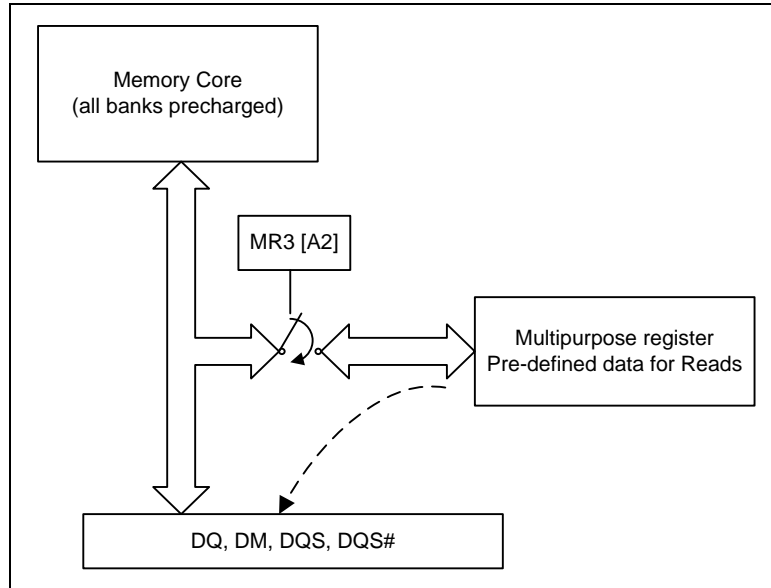 Memory Core
(all banks precharged)
MR3 [A2]
Multipurpose register
Pre-defined data for Reads
DQ, DM, DQS, DQS#